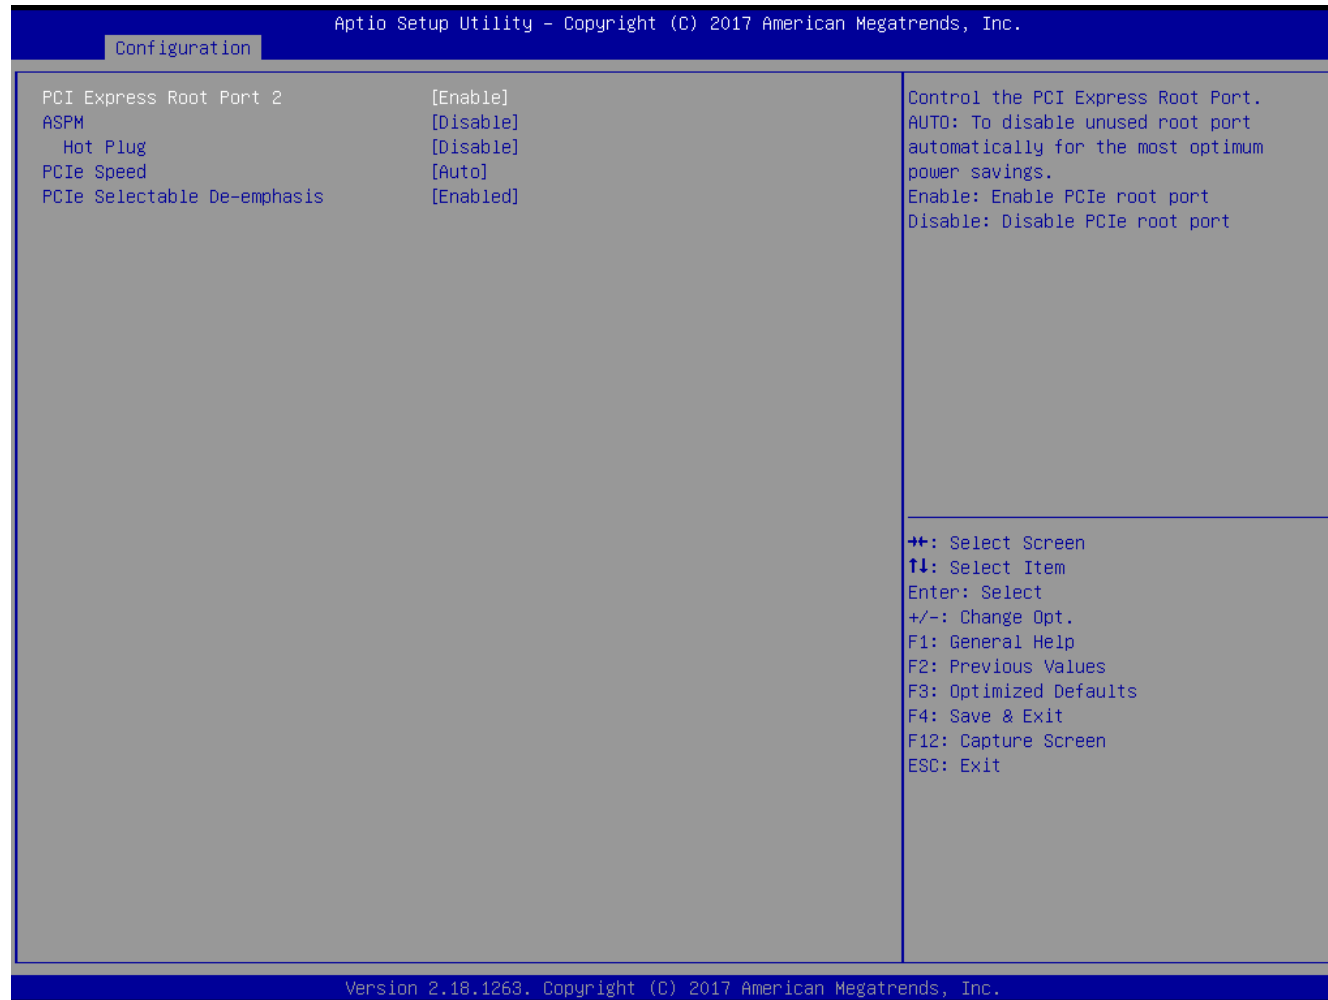 Aptio Setup Utility – Copyright (C) 2017 American Megatrends, Inc.
Configuration
PCI Express Root Port 2 [Enable]
ASPM [Disable]
Hot Plug [Disable]
PCIe Speed [Auto]
PCIe Selectable De-emphasis [Enabled]
Control the PCI Express Root Port.
AUTO: To disable unused root port
automatically for the most optimum
power savings.
Enable: Enable PCIe root port
Disable: Disable PCIe root port
→←: Select Screen
↑↓: Select Item
Enter: Select
+/-: Change Opt.
F1: General Help
F2: Previous Values
F3: Optimized Defaults
F4: Save & Exit
F12: Capture Screen
ESC: Exit
Version 2.18.1263. Copyright (C) 2017 American Megatrends, Inc.